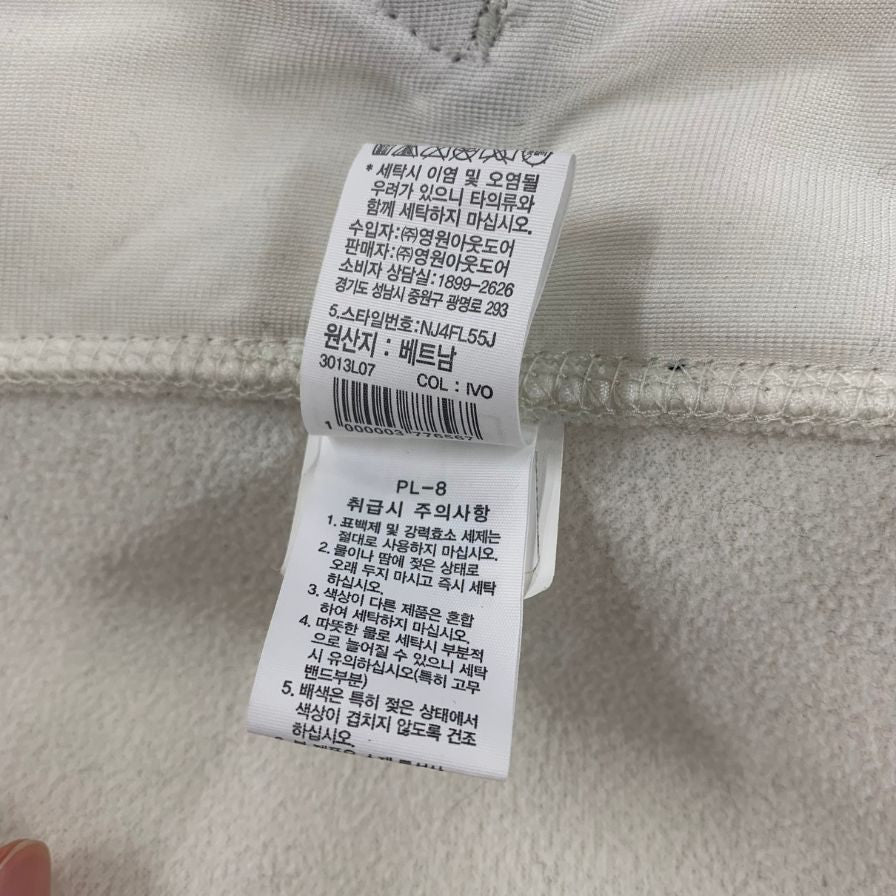 * 세탁시 이염 및 오염될
우려가 있으니 타의류와
함께 세탁하지 마십시오.
수입자:㈜영원아웃도어
판매자:㈜영원아웃도어
소비자 상담실:1899-2626
경기도 성남시 중원구 광명로 293
5.스타일번호:NJ4FL55J
원산지 : 베트남
3013L07 COL : IVO
1 000003 776567
PL-8
취급시 주의사항
1. 표백제 및 강력효소 세제는
절대로 사용하지 마십시오.
2. 물이나 땀에 젖은 상태로
오래 두지 마시고 즉시 세탁
하십시오.
3. 색상이 다른 제품은 혼합
하여 세탁하지 마십시오.
4. 따뜻한 물로 세탁시 부분적
으로 늘어질 수 있으니 세탁
시 유의하십시오(특히 고무
밴드부분)
5. 배색은 특히 젖은 상태에서
색상이 겹치지 않도록 건조
하십시오.